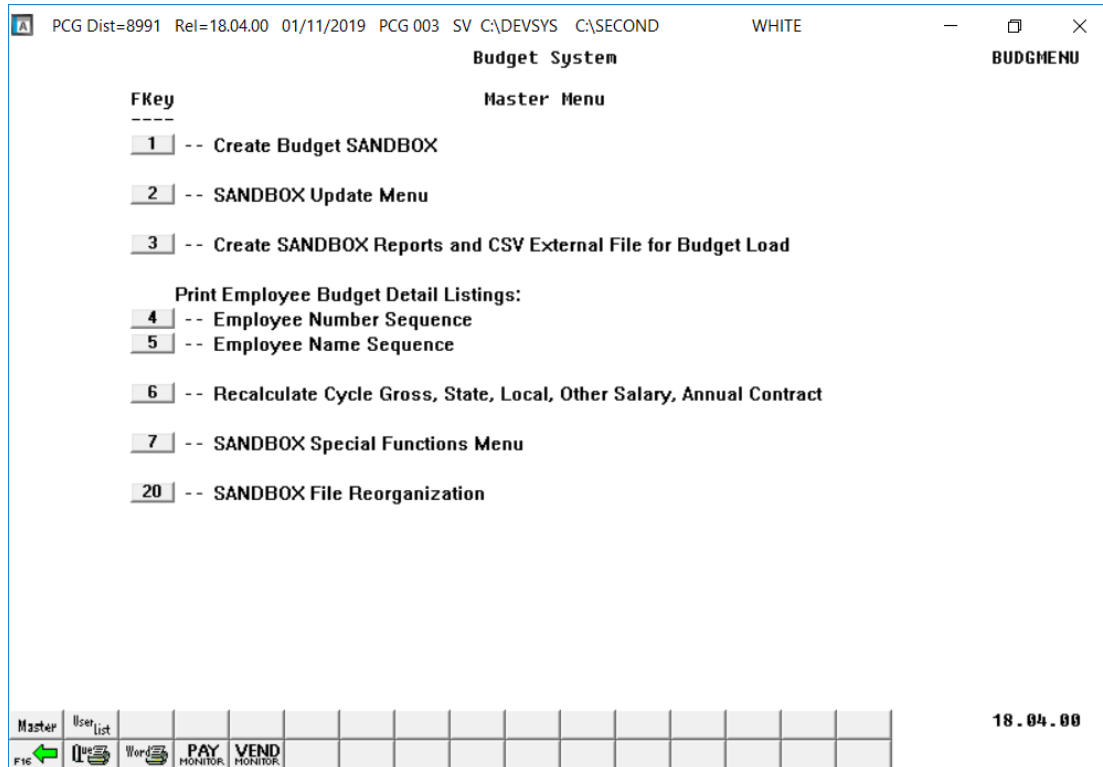 A PCG Dist=8991 Rel=18.04.00 01/11/2019 PCG 003 SV C:\DEVSYS C:\SECOND WHITE
Budget System BUDGMENU
FKey Master Menu
----
1 -- Create Budget SANDBOX
2 -- SANDBOX Update Menu
3 -- Create SANDBOX Reports and CSV External File for Budget Load
Print Employee Budget Detail Listings:
4 -- Employee Number Sequence
5 -- Employee Name Sequence
6 -- Recalculate Cycle Gross, State, Local, Other Salary, Annual Contract
7 -- SANDBOX Special Functions Menu
20 -- SANDBOX File Reorganization
Master User List 18.04.00
F16 Que Word PAY MONITOR VEND MONITOR